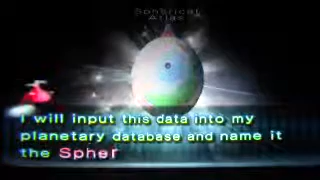 Spherical
Atlas
I will input this data into my
planetary database and name it
the Spher